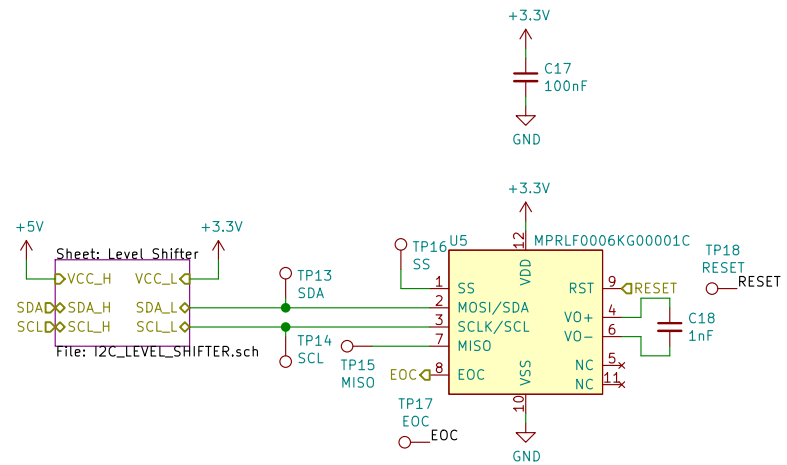 +3.3V
C17
100nF
GND
+3.3V
+5V
+3.3V
Sheet: Level Shifter
VCC_H VCC_L
SDA SDA_H SDA_L
SCL SCL_H SCL_L
File: I2C_LEVEL_SHIFTER.sch
TP13
SDA
TP14
SCL
TP16
SS
TP15
MISO
TP17
EOC
EOC
EOC
U5 MPRLF0006KG00001C
12
VDD
1 SS
2 MOSI/SDA
3 SCLK/SCL
7 MISO
8 EOC
RST 9 RESET
VO+ 4
VO- 6
NC 5
NC 11
VSS
10
GND
C18
1nF
TP18
RESET
RESET